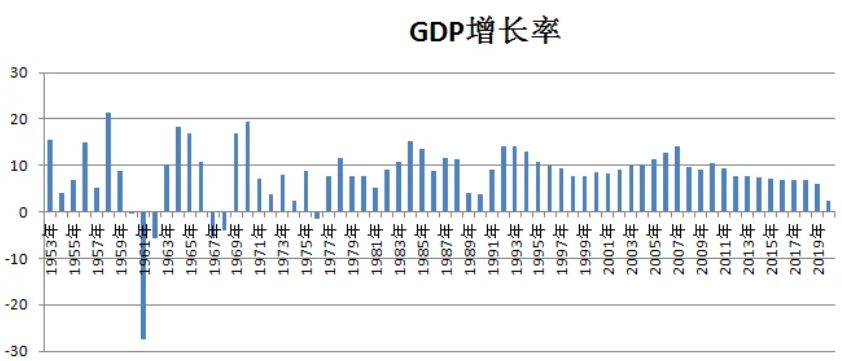 GDP增长率
30
20
10
0
-10
-20
-30
1953年
1955年
1957年
1959年
1961年
1963年
1965年
1967年
1969年
1971年
1973年
1975年
1977年
1979年
1981年
1983年
1985年
1987年
1989年
1991年
1993年
1995年
1997年
1999年
2001年
2003年
2005年
2007年
2009年
2011年
2013年
2015年
2017年
2019年